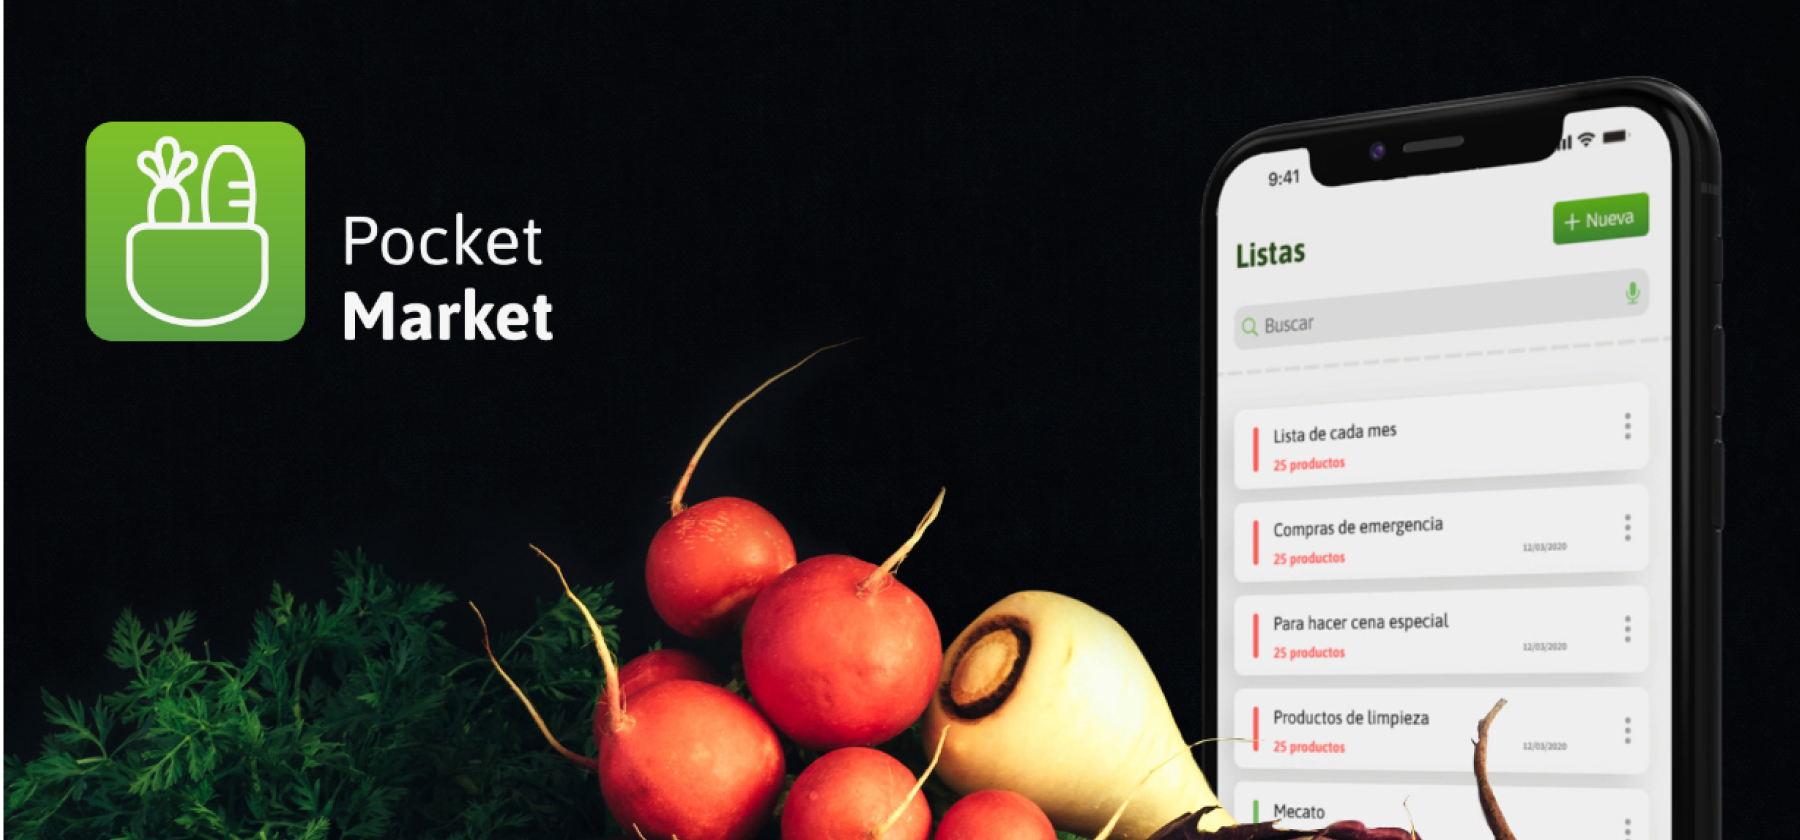 Pocket
Market
9:41
+ Nueva
Listas
Buscar
Lista de cada mes
25 productos
Compras de emergencia
25 productos
12/03/2020
Para hacer cena especial
25 productos
12/03/2020
Productos de limpieza
25 productos
12/03/2020
Mecato